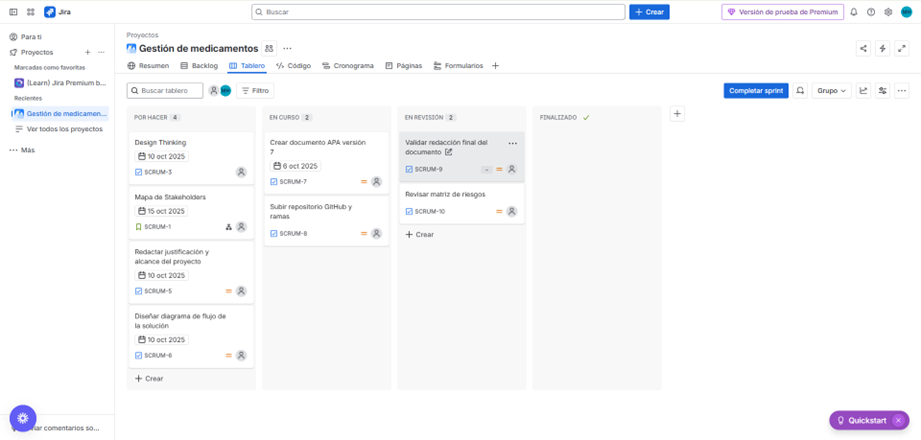 Jira
Buscar
+ Crear
Versión de prueba de Premium
Para ti
Proyectos
Marcadas como favoritas
(Learn) Jira Premium b...
Recientes
Gestión de medicamen...
Ver todos los proyectos
Más
Proyectos
Gestión de medicamentos
Resumen
Backlog
Tablero
Código
Cronograma
Páginas
Formularios
Buscar tablero
Filtro
Completar sprint
Grupo
POR HACER 4
Design Thinking
10 oct 2025
SCRUM-3
Mapa de Stakeholders
15 oct 2025
SCRUM-1
Redactar justificación y
alcance del proyecto
10 oct 2025
SCRUM-5
Diseñar diagrama de flujo de
la solución
10 oct 2025
SCRUM-6
+ Crear
EN CURSO 2
Crear documento APA versión
7
6 oct 2025
SCRUM-7
Subir repositorio GitHub y
ramas
SCRUM-8
EN REVISIÓN 2
Validar redacción final del
documento
SCRUM-9
-
Revisar matriz de riesgos
SCRUM-10
+ Crear
FINALIZADO
comentarios so...
Quickstart